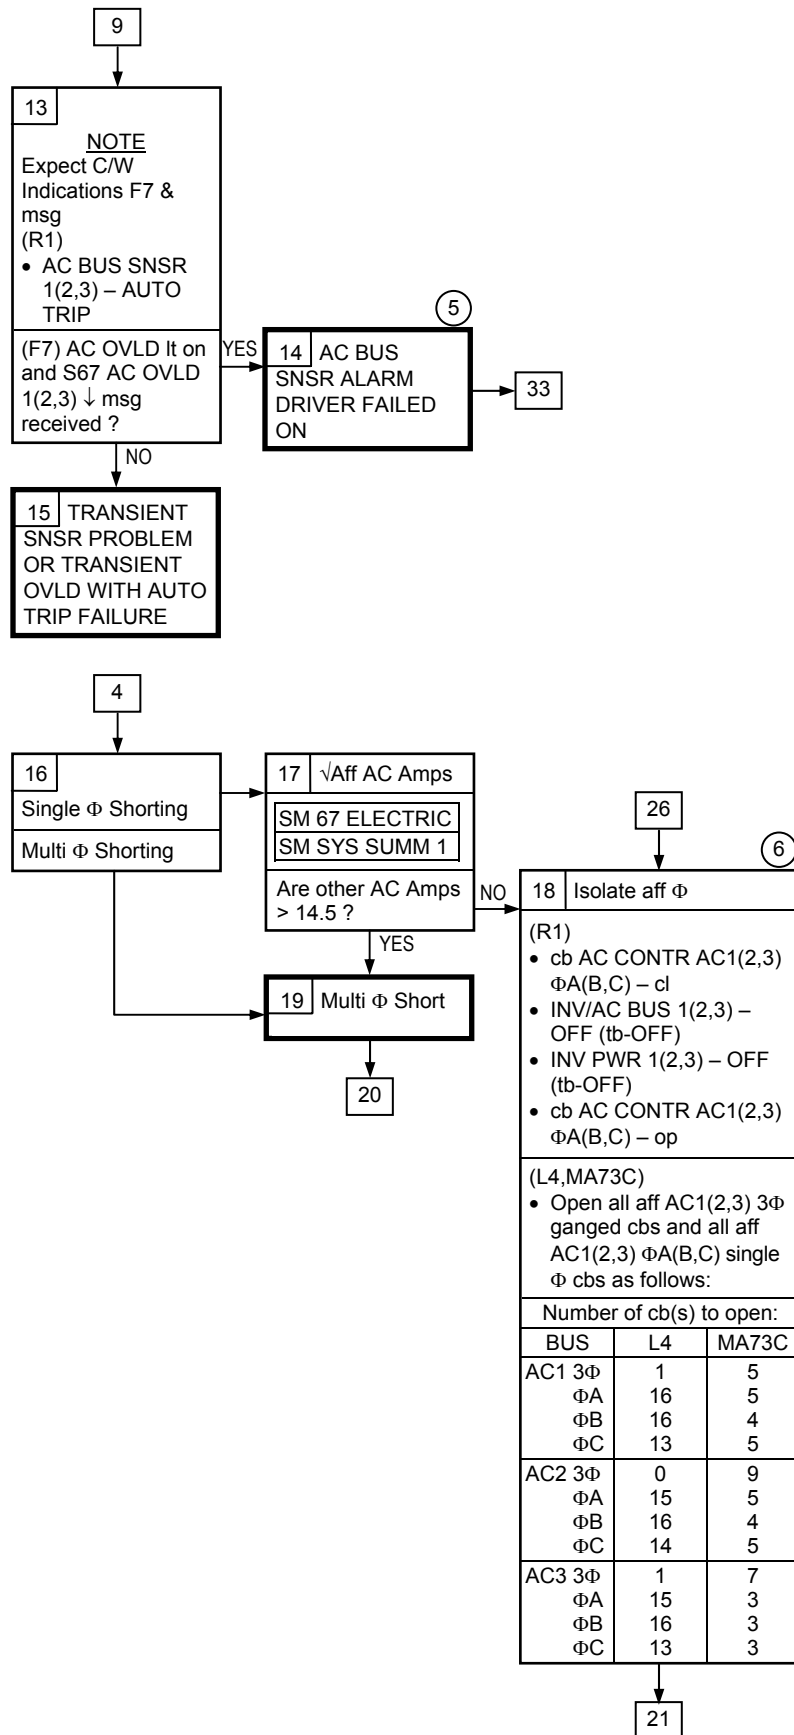 9
13
NOTE
Expect C/W
Indications F7 &
msg
(R1)
• AC BUS SNSR
1(2,3) – AUTO
TRIP
(F7) AC OVLD lt on
and S67 AC OVLD
1(2,3) ↓ msg
received ?
YES
5
14 AC BUS
SNSR ALARM
DRIVER FAILED
ON
33
NO
15 TRANSIENT
SNSR PROBLEM
OR TRANSIENT
OVLD WITH AUTO
TRIP FAILURE
4
16
Single Φ Shorting
Multi Φ Shorting
17 √Aff AC Amps
SM 67 ELECTRIC
SM SYS SUMM 1
Are other AC Amps
> 14.5 ?
NO
YES
19 Multi Φ Short
20
26
6
18 Isolate aff Φ
(R1)
• cb AC CONTR AC1(2,3)
ΦA(B,C) – cl
• INV/AC BUS 1(2,3) –
OFF (tb-OFF)
• INV PWR 1(2,3) – OFF
(tb-OFF)
• cb AC CONTR AC1(2,3)
ΦA(B,C) – op
(L4,MA73C)
• Open all aff AC1(2,3) 3Φ
ganged cbs and all aff
AC1(2,3) ΦA(B,C) single
Φ cbs as follows:
Number of cb(s) to open:
BUS L4 MA73C
AC1 3Φ 1 5
ΦA 16 5
ΦB 16 4
ΦC 13 5
AC2 3Φ 0 9
ΦA 15 5
ΦB 16 4
ΦC 14 5
AC3 3Φ 1 7
ΦA 15 3
ΦB 16 3
ΦC 13 3
21